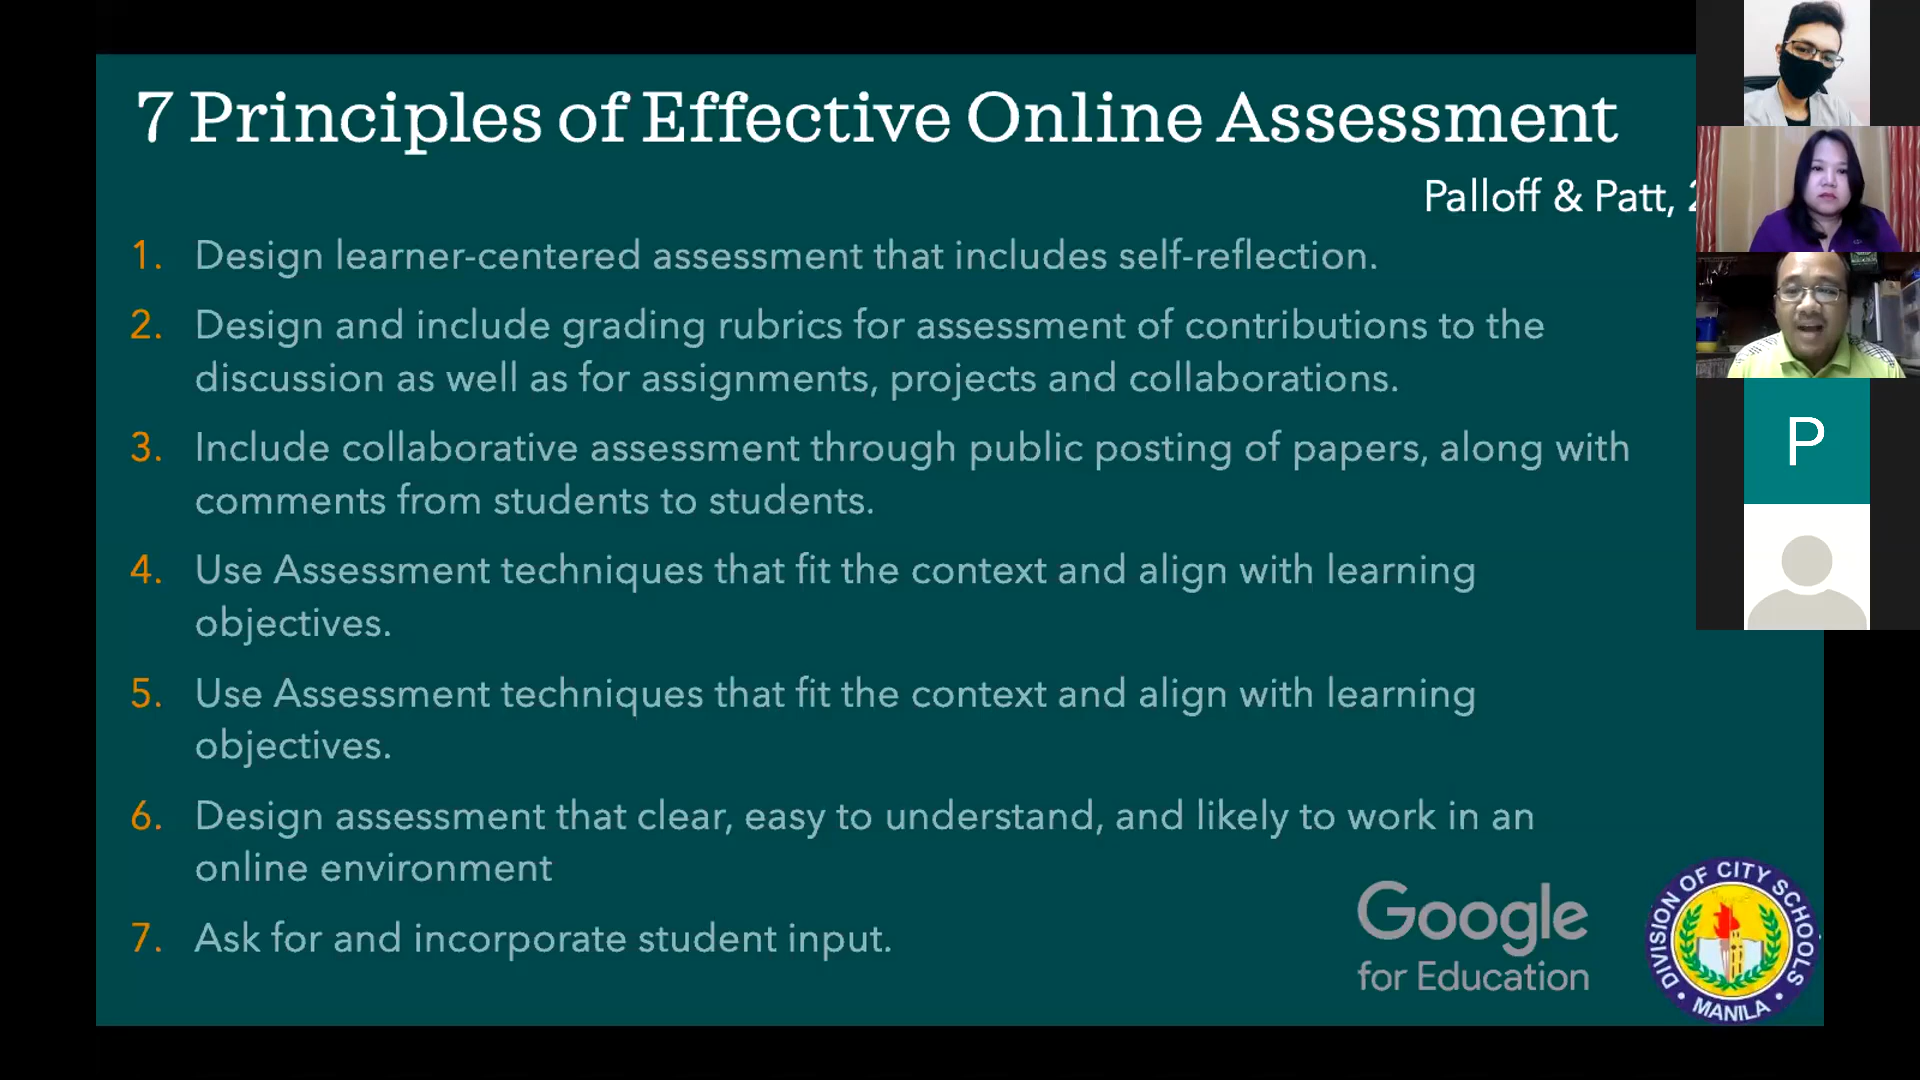 7 Principles of Effective Online Assessment
Palloff & Patt,
1. Design learner-centered assessment that includes self-reflection.
2. Design and include grading rubrics for assessment of contributions to the
discussion as well as for assignments, projects and collaborations.
3. Include collaborative assessment through public posting of papers, along with
comments from students to students.
4. Use Assessment techniques that fit the context and align with learning
objectives.
5. Use Assessment techniques that fit the context and align with learning
objectives.
6. Design assessment that clear, easy to understand, and likely to work in an
online environment
7. Ask for and incorporate student input.
Google
for Education
DIVISION OF CITY SCHOOLS
MANILA
P